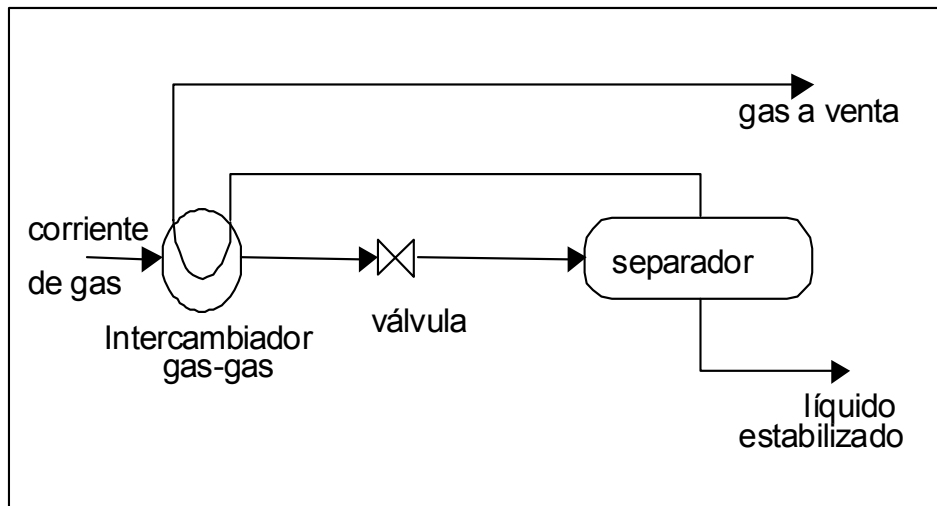 gas a venta
corriente
de gas
separador
válvula
Intercambiador
gas-gas
líquido
estabilizado